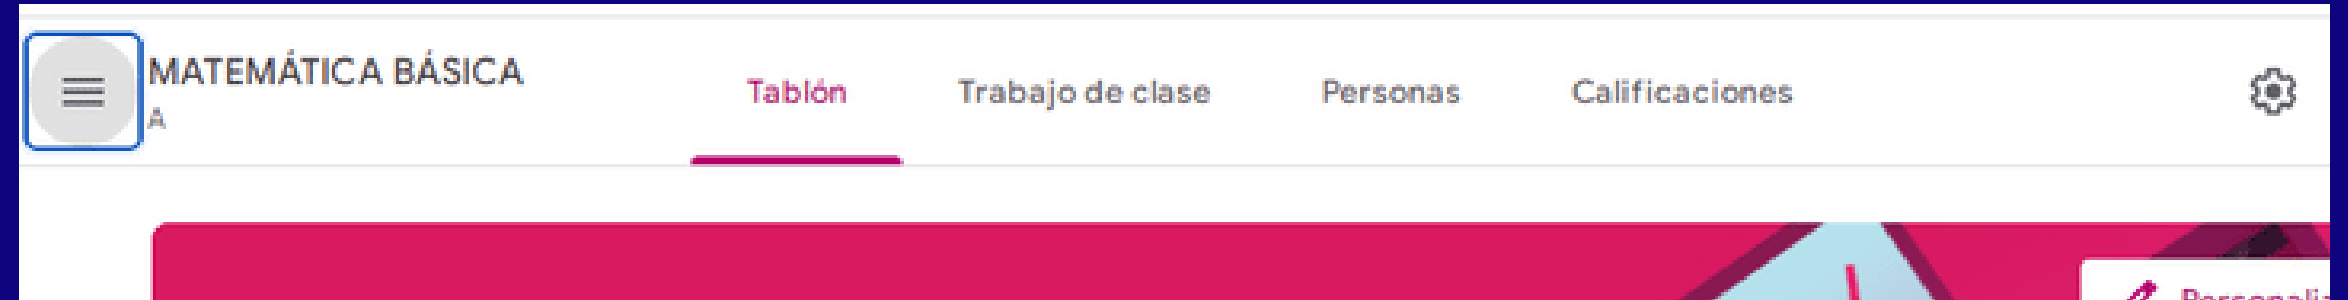 MATEMÁTICA BÁSICA
A
Tablón Trabajo de clase Personas Calificaciones